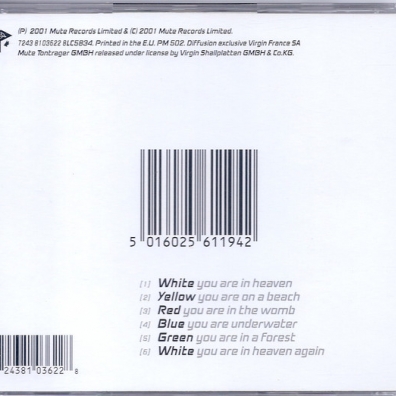 (P) 2001 Mute Records Limited & (C) 2001 Mute Records Limited.
7243 8103622 8LC5834. Printed in the E.U. PM 502. Diffusion exclusive Virgin France SA
Mute Tontrager GMBH released under license by Virgin Shallplatten GMBH & Co.KG.
5 016025 611942
[1] White you are in heaven
[2] Yellow you are on a beach
[3] Red you are in the womb
[4] Blue you are underwater
[5] Green you are in a forest
[6] White you are in heaven again
24381 03622 8